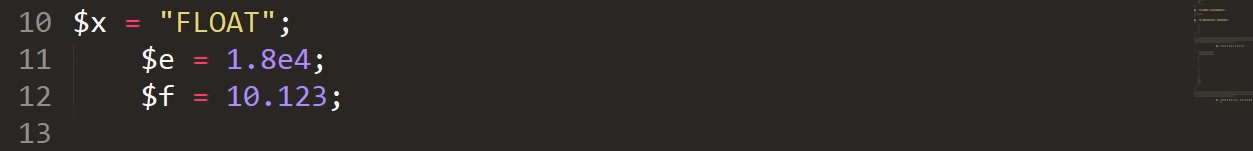 10 $x = "FLOAT";
11     $e = 1.8e4;
12     $f = 10.123;
13